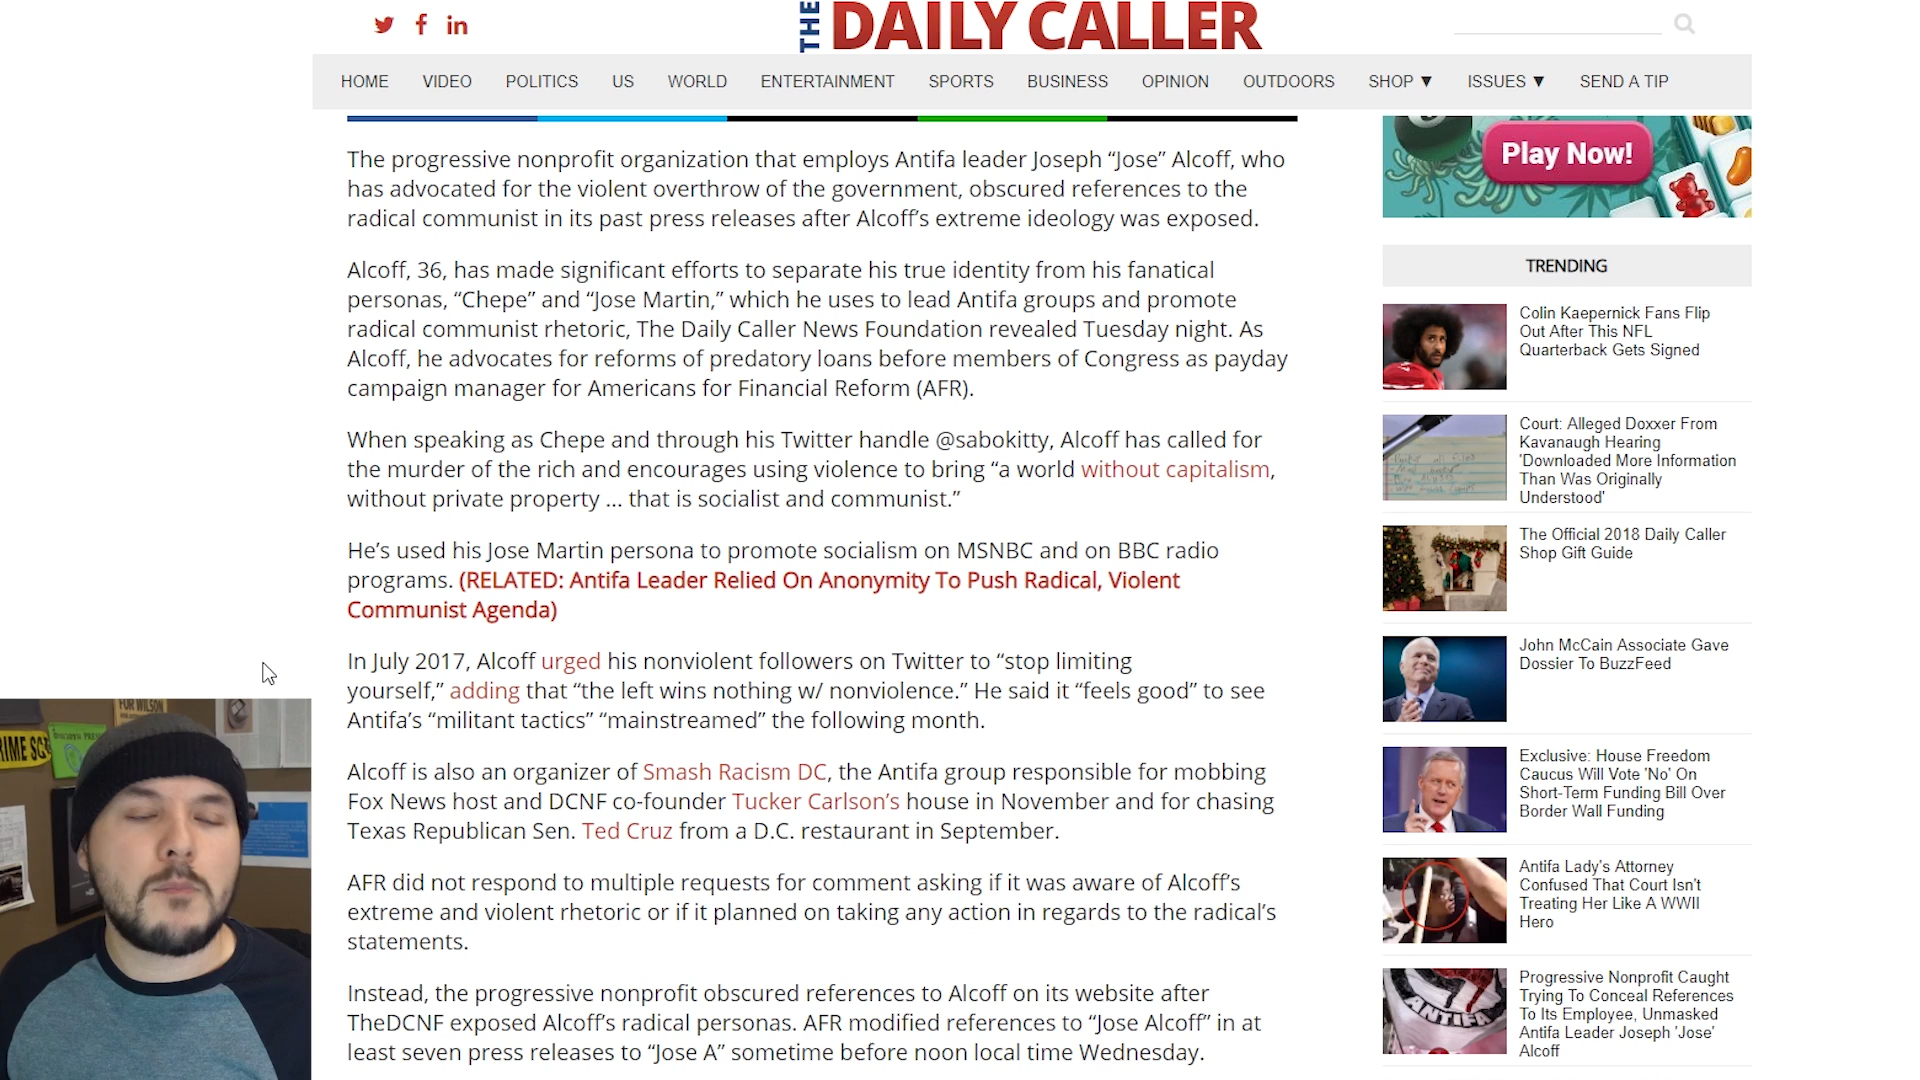 THE DAILY CALLER
HOME VIDEO POLITICS US WORLD ENTERTAINMENT SPORTS BUSINESS OPINION OUTDOORS SHOP ▼ ISSUES ▼ SEND A TIP
The progressive nonprofit organization that employs Antifa leader Joseph “Jose” Alcoff, who
has advocated for the violent overthrow of the government, obscured references to the
radical communist in its past press releases after Alcoff’s extreme ideology was exposed.
Alcoff, 36, has made significant efforts to separate his true identity from his fanatical
personas, “Chepe” and “Jose Martin,” which he uses to lead Antifa groups and promote
radical communist rhetoric, The Daily Caller News Foundation revealed Tuesday night. As
Alcoff, he advocates for reforms of predatory loans before members of Congress as payday
campaign manager for Americans for Financial Reform (AFR).
When speaking as Chepe and through his Twitter handle @sabokitty, Alcoff has called for
the murder of the rich and encourages using violence to bring “a world without capitalism,
without private property ... that is socialist and communist.”
He’s used his Jose Martin persona to promote socialism on MSNBC and on BBC radio
programs. (RELATED: Antifa Leader Relied On Anonymity To Push Radical, Violent
Communist Agenda)
In July 2017, Alcoff urged his nonviolent followers on Twitter to “stop limiting
yourself,” adding that “the left wins nothing w/ nonviolence.” He said it “feels good” to see
Antifa’s “militant tactics” “mainstreamed” the following month.
Alcoff is also an organizer of Smash Racism DC, the Antifa group responsible for mobbing
Fox News host and DCNF co-founder Tucker Carlson’s house in November and for chasing
Texas Republican Sen. Ted Cruz from a D.C. restaurant in September.
AFR did not respond to multiple requests for comment asking if it was aware of Alcoff’s
extreme and violent rhetoric or if it planned on taking any action in regards to the radical’s
statements.
Instead, the progressive nonprofit obscured references to Alcoff on its website after
TheDCNF exposed Alcoff’s radical personas. AFR modified references to “Jose Alcoff” in at
least seven press releases to “Jose A” sometime before noon local time Wednesday.
Play Now!
TRENDING
Colin Kaepernick Fans Flip
Out After This NFL
Quarterback Gets Signed
Court: Alleged Doxxer From
Kavanaugh Hearing
'Downloaded More Information
Than Was Originally
Understood'
The Official 2018 Daily Caller
Shop Gift Guide
John McCain Associate Gave
Dossier To BuzzFeed
Exclusive: House Freedom
Caucus Will Vote 'No' On
Short-Term Funding Bill Over
Border Wall Funding
Antifa Lady's Attorney
Confused That Court Isn't
Treating Her Like A WWII
Hero
ANTIFA
Progressive Nonprofit Caught
Trying To Conceal References
To Its Employee, Unmasked
Antifa Leader Joseph 'Jose'
Alcoff
FOR WILSON
RIME SC